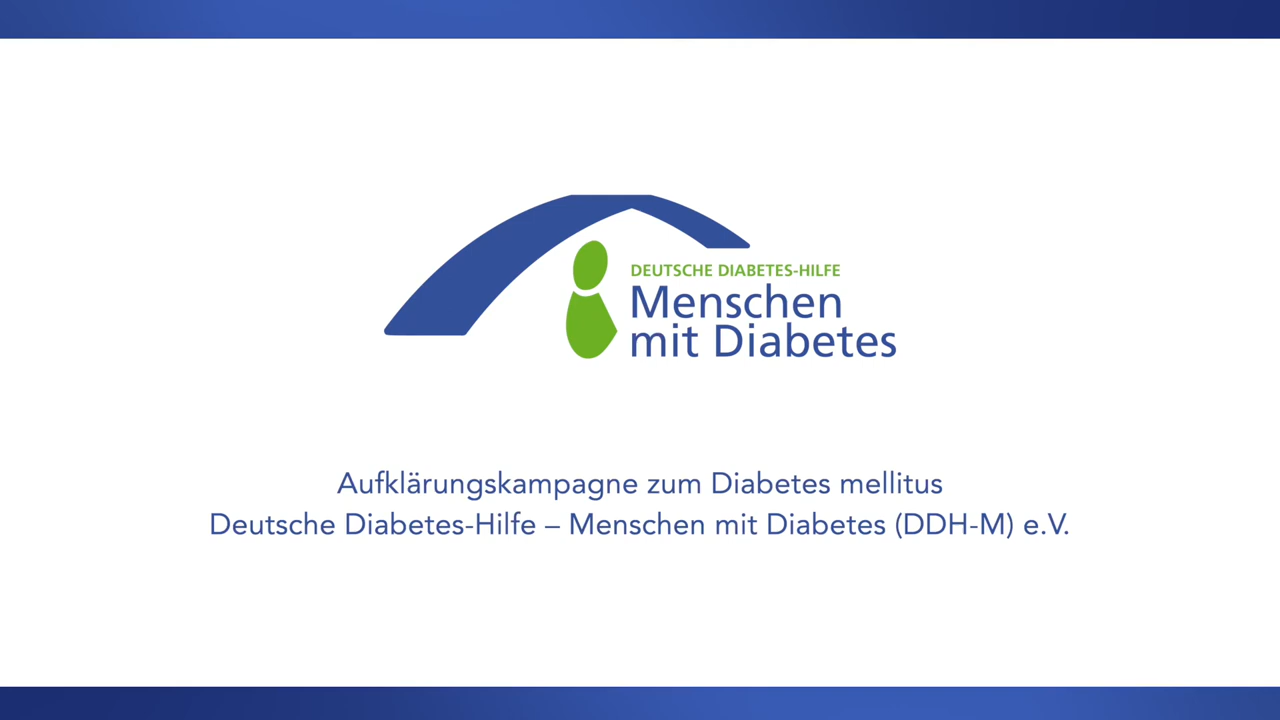 DEUTSCHE DIABETES-HILFE
Menschen
mit Diabetes
Aufklärungskampagne zum Diabetes mellitus
Deutsche Diabetes-Hilfe – Menschen mit Diabetes (DDH-M) e.V.